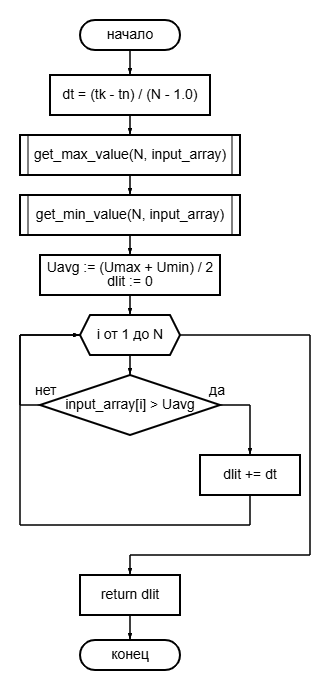 начало
dt = (tk - tn) / (N - 1.0)
get_max_value(N, input_array)
get_min_value(N, input_array)
Uavg := (Umax + Umin) / 2
dlit := 0
i от 1 до N
нет
да
input_array[i] > Uavg
dlit += dt
return dlit
конец